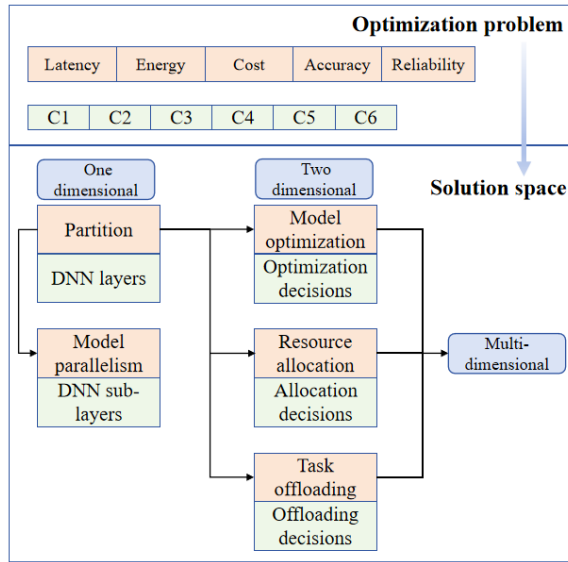 Optimization problem
Latency Energy Cost Accuracy Reliability
C1 C2 C3 C4 C5 C6
One
dimensional
Two
dimensional
Solution space
Partition
DNN layers
Model
optimization
Optimization
decisions
Model
parallelism
DNN sub-
layers
Resource
allocation
Allocation
decisions
Multi-
dimensional
Task
offloading
Offloading
decisions